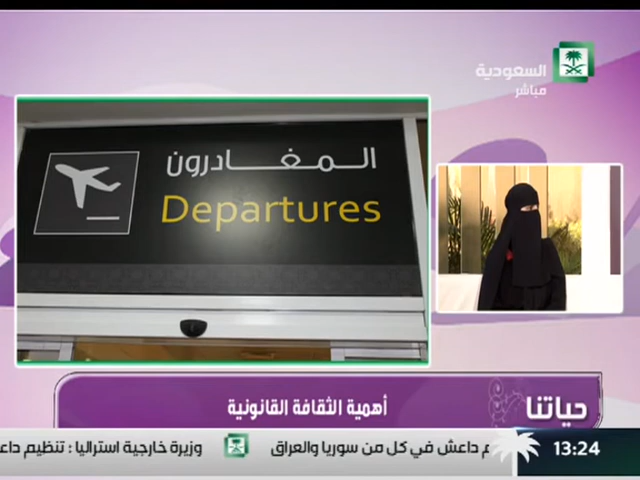 السعودية
مباشر
المغادرون
Departures
حياتنا
أهمية الثقافة القانونية
13:24
م داعش في كل من سوريا والعراق
وزيرة خارجية استراليا : تنظيم داع